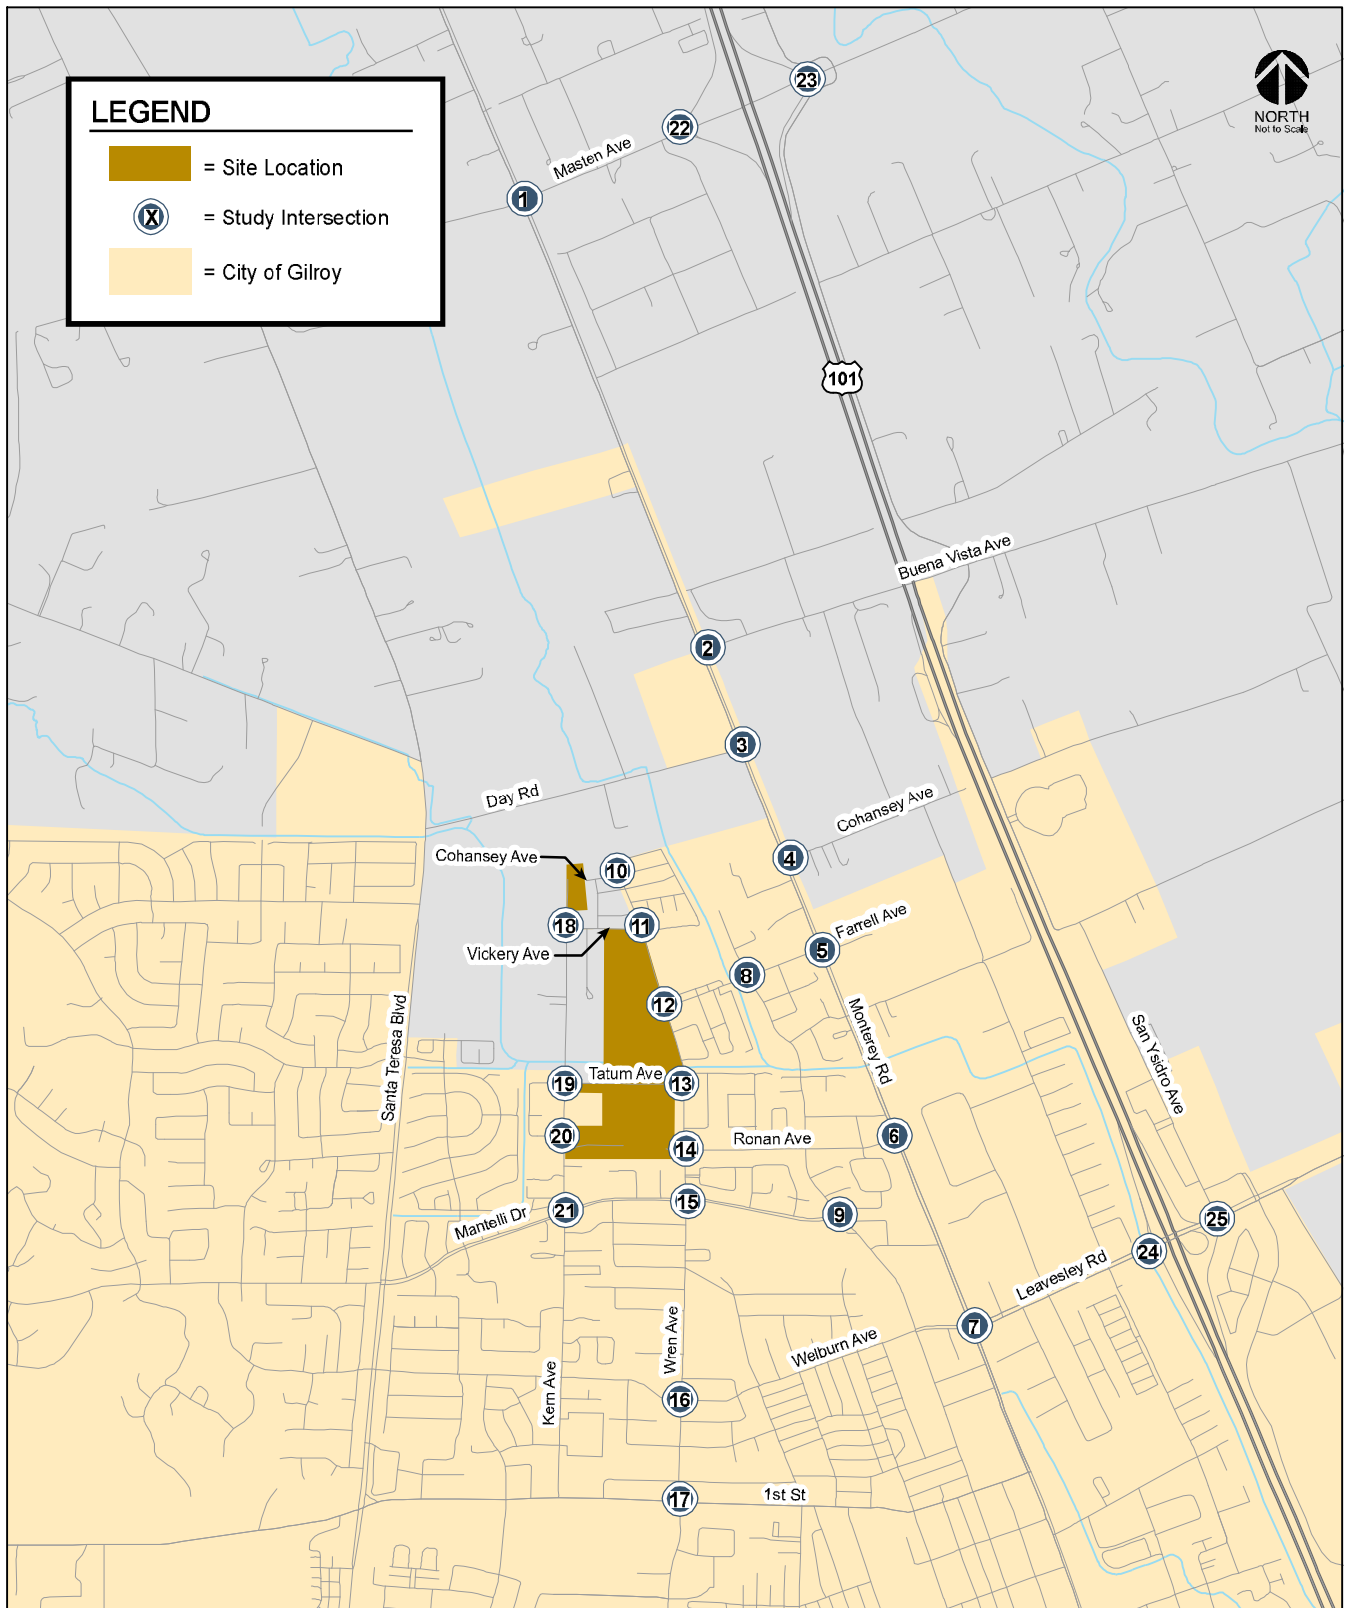 LEGEND
= Site Location
X = Study Intersection
= City of Gilroy
NORTH
Not to Scale
23
22
Masten Ave
1
101
Buena Vista Ave
2
3
Day Rd
Cohansey Ave
4
Cohansey Ave
10
18
11
Farrell Ave
5
Vickery Ave
8
12
Monterey Rd
Santa Teresa Blvd
San Ysidro Ave
Tatum Ave
19
13
20
Ronan Ave
6
14
15
21
Mantelli Dr
9
25
24
Leavesley Rd
7
Welburn Ave
Wren Ave
Kern Ave
16
17
1st St